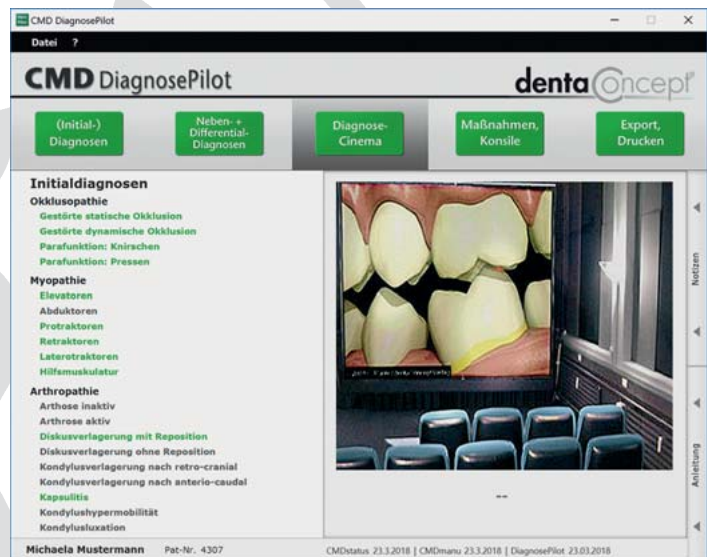 CMD DiagnosePilot
Datei ?
CMD DiagnosePilot
dentaConcept
(Initial-)
Diagnosen
Neben- +
Differential-
Diagnosen
Diagnose-
Cinema
Maßnahmen,
Konsile
Export,
Drucken
Initialdiagnosen
Okklusopathie
Gestörte statische Okklusion
Gestörte dynamische Okklusion
Parafunktion: Knirschen
Parafunktion: Pressen
Myopathie
Elevatoren
Abduktoren
Protraktoren
Retraktoren
Laterotraktoren
Hilfsmuskulatur
Arthropathie
Arthose inaktiv
Arthrose aktiv
Diskusverlagerung mit Reposition
Diskusverlagerung ohne Reposition
Kondylusverlagerung nach retro-cranial
Kondylusverlagerung nach anterio-caudal
Kapsulitis
Kondylushypermobilität
Kondylusluxation
--
Notizen
Anleitung
Michaela Mustermann Pat-Nr. 4307
CMDstatus 23.3.2018 | CMDmanu 23.3.2018 | DiagnosePilot 23.03.2018